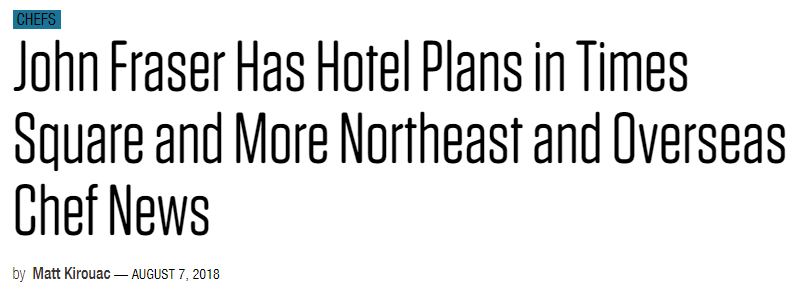 CHEFS
John Fraser Has Hotel Plans in Times
Square and More Northeast and Overseas
Chef News
by Matt Kirouac — AUGUST 7, 2018